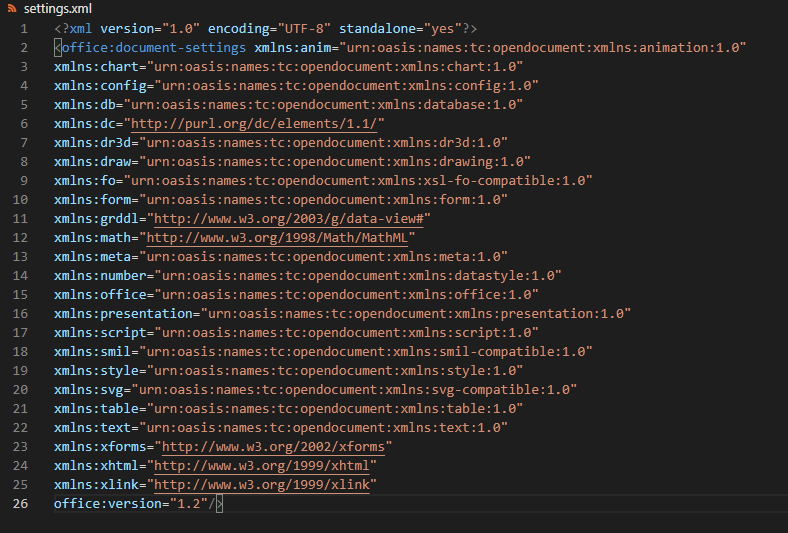 settings.xml
1 <?xml version="1.0" encoding="UTF-8" standalone="yes"?>
2 <office:document-settings xmlns:anim="urn:oasis:names:tc:opendocument:xmlns:animation:1.0"
3 xmlns:chart="urn:oasis:names:tc:opendocument:xmlns:chart:1.0"
4 xmlns:config="urn:oasis:names:tc:opendocument:xmlns:config:1.0"
5 xmlns:db="urn:oasis:names:tc:opendocument:xmlns:database:1.0"
6 xmlns:dc="http://purl.org/dc/elements/1.1/"
7 xmlns:dr3d="urn:oasis:names:tc:opendocument:xmlns:dr3d:1.0"
8 xmlns:draw="urn:oasis:names:tc:opendocument:xmlns:drawing:1.0"
9 xmlns:fo="urn:oasis:names:tc:opendocument:xmlns:xsl-fo-compatible:1.0"
10 xmlns:form="urn:oasis:names:tc:opendocument:xmlns:form:1.0"
11 xmlns:grddl="http://www.w3.org/2003/g/data-view#"
12 xmlns:math="http://www.w3.org/1998/Math/MathML"
13 xmlns:meta="urn:oasis:names:tc:opendocument:xmlns:meta:1.0"
14 xmlns:number="urn:oasis:names:tc:opendocument:xmlns:datastyle:1.0"
15 xmlns:office="urn:oasis:names:tc:opendocument:xmlns:office:1.0"
16 xmlns:presentation="urn:oasis:names:tc:opendocument:xmlns:presentation:1.0"
17 xmlns:script="urn:oasis:names:tc:opendocument:xmlns:script:1.0"
18 xmlns:smil="urn:oasis:names:tc:opendocument:xmlns:smil-compatible:1.0"
19 xmlns:style="urn:oasis:names:tc:opendocument:xmlns:style:1.0"
20 xmlns:svg="urn:oasis:names:tc:opendocument:xmlns:svg-compatible:1.0"
21 xmlns:table="urn:oasis:names:tc:opendocument:xmlns:table:1.0"
22 xmlns:text="urn:oasis:names:tc:opendocument:xmlns:text:1.0"
23 xmlns:xforms="http://www.w3.org/2002/xforms"
24 xmlns:xhtml="http://www.w3.org/1999/xhtml"
25 xmlns:xlink="http://www.w3.org/1999/xlink"
26 office:version="1.2"/>